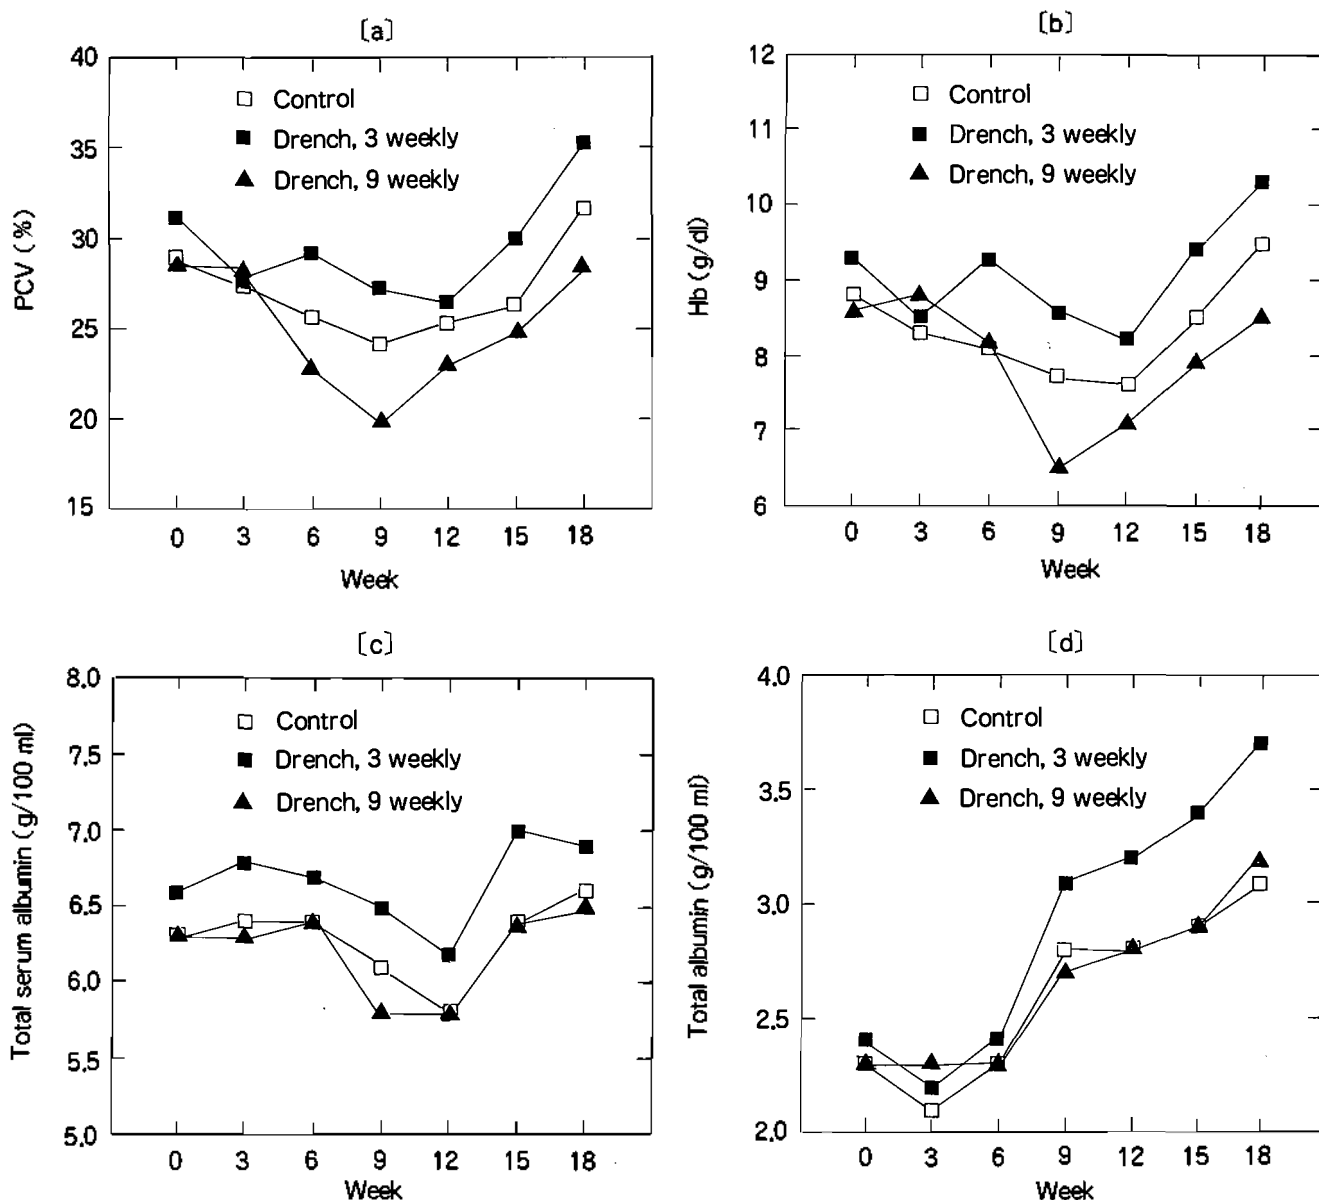 [a]
40
35
30
25
20
15
PCV (%)
Control
Drench, 3 weekly
Drench, 9 weekly
0 3 6 9 12 15 18
Week
[b]
12
11
10
9
8
7
6
Hb (g/dl)
Control
Drench, 3 weekly
Drench, 9 weekly
0 3 6 9 12 15 18
Week
[c]
8.0
7.5
7.0
6.5
6.0
5.5
5.0
Total serum albumin (g/100 ml)
Control
Drench, 3 weekly
Drench, 9 weekly
0 3 6 9 12 15 18
Week
[d]
4.0
3.5
3.0
2.5
2.0
Total albumin (g/100 ml)
Control
Drench, 3 weekly
Drench, 9 weekly
0 3 6 9 12 15 18
Week